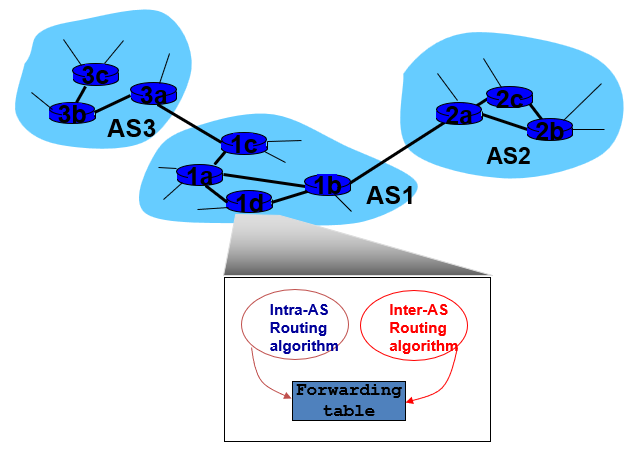 3c
3a
3b
AS3
2c
2a
2b
AS2
1c
1a
1b
1d
AS1
Intra-AS
Routing
algorithm
Inter-AS
Routing
algorithm
Forwarding
table